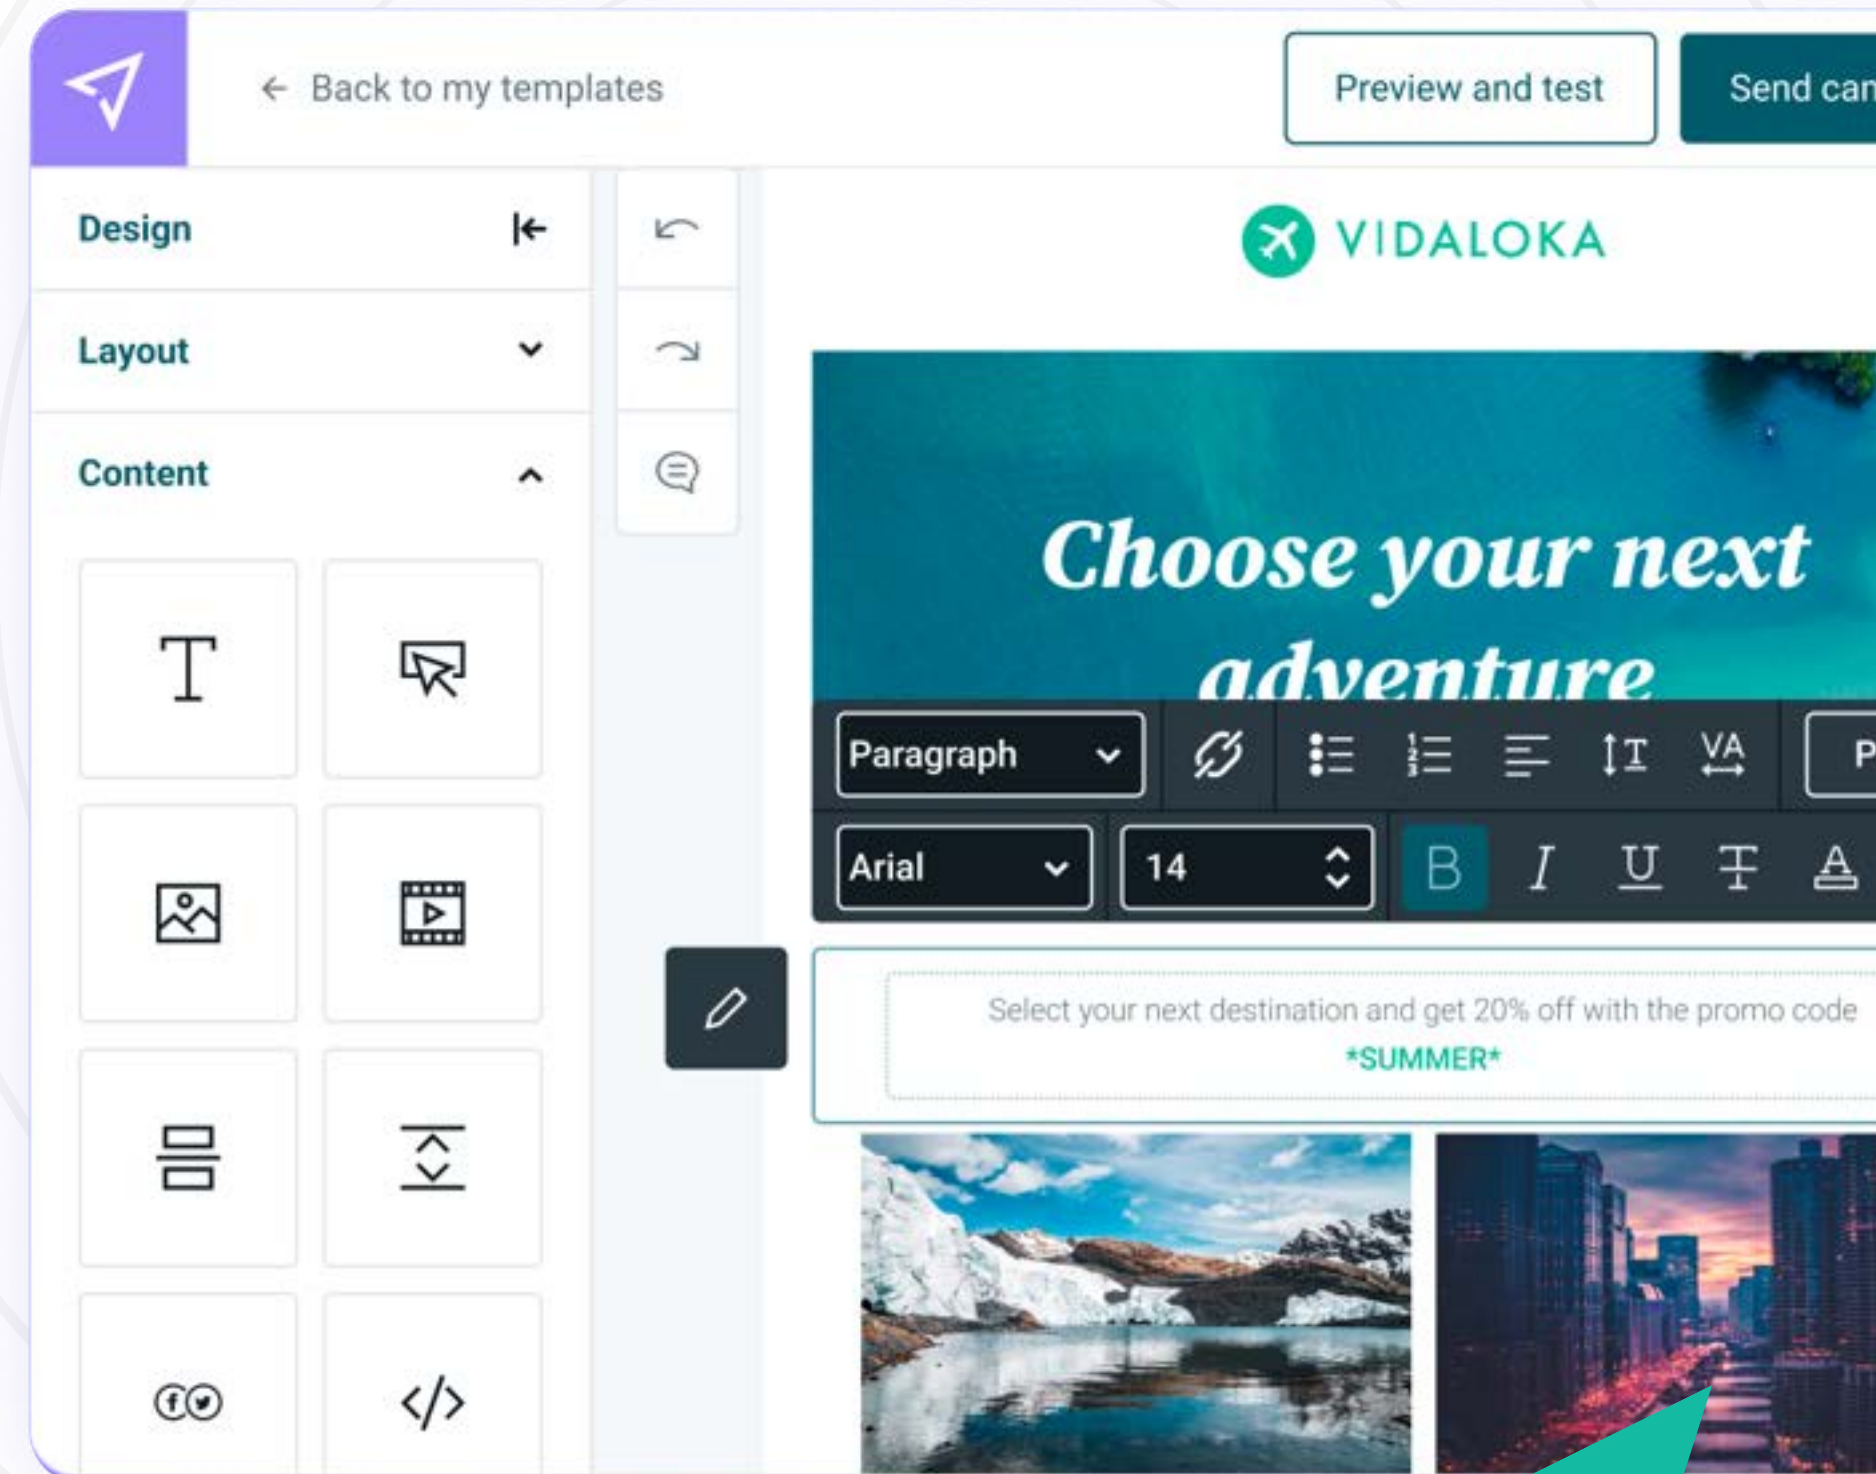 Back to my templates
Preview and test
Send
Design
Layout
Content
VIDALOKA
Choose your next
adventure
Paragraph
Arial
14
B I U T A
Select your next destination and get 20% off with the promo code
*SUMMER*